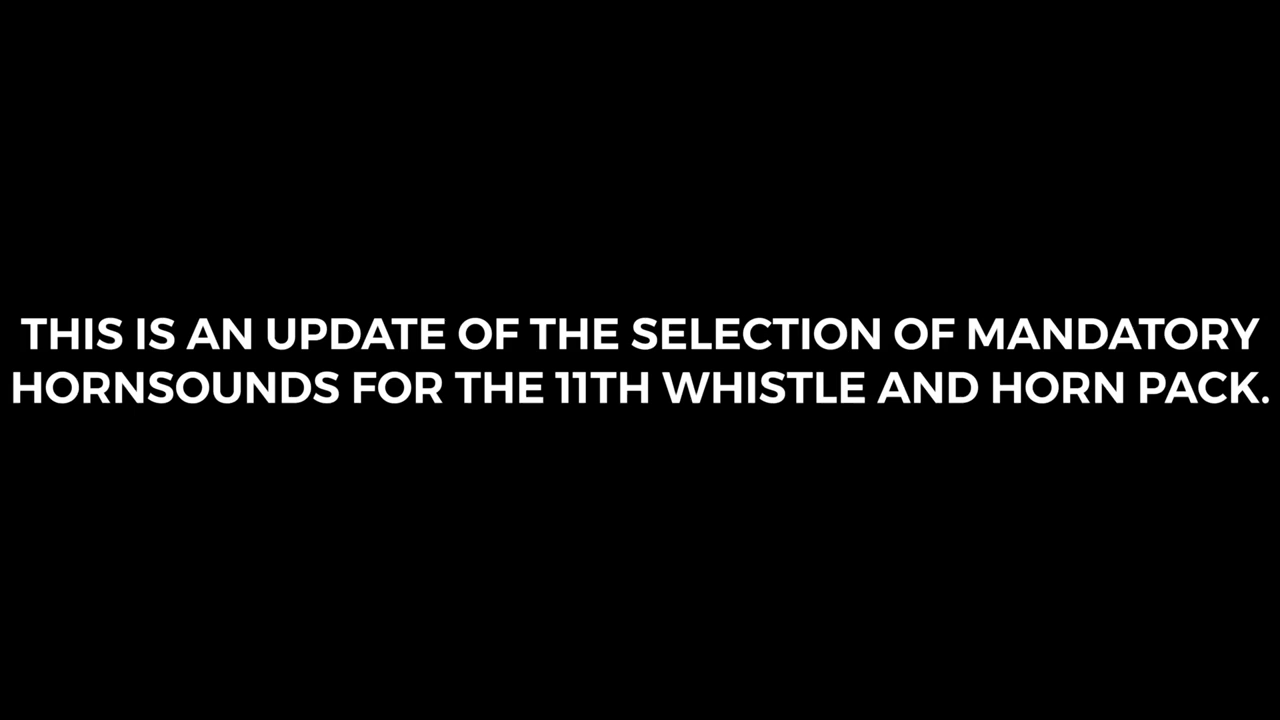 THIS IS AN UPDATE OF THE SELECTION OF MANDATORY
HORNSOUNDS FOR THE 11TH WHISTLE AND HORN PACK.